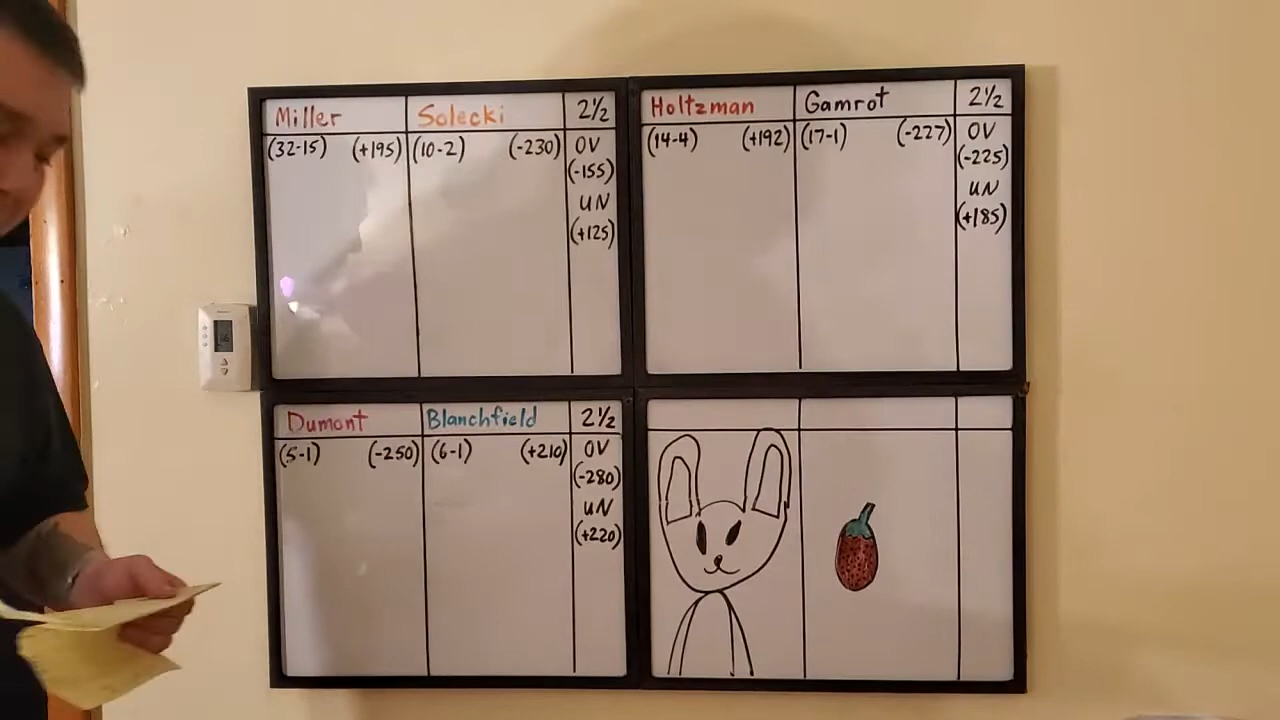 Miller Solecki 2½
(32-15) (+195) (10-2) (-230) OV
(-155)
UN
(+125)
Holtzman Gamrot 2½
(14-4) (+192) (17-1) (-227) OV
(-225)
UN
(+185)
Dumont Blanchfield 2½
(5-1) (-250) (6-1) (+210) OV
(-280)
UN
(+220)